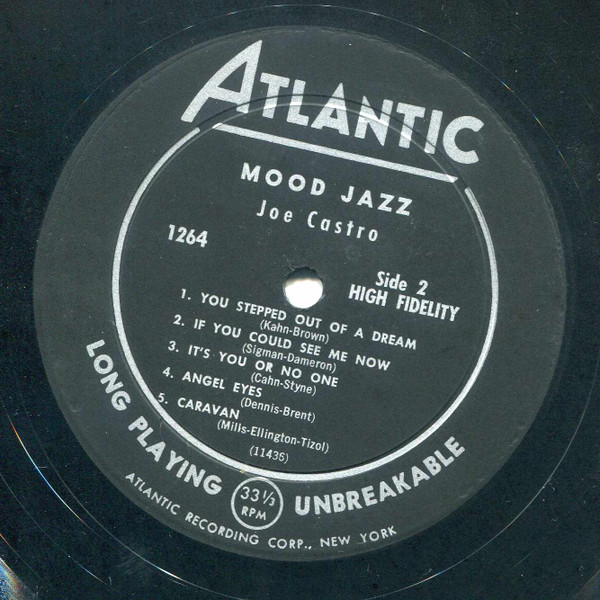 ATLANTIC
MOOD JAZZ
Joe Castro
1264
Side 2
HIGH FIDELITY
1. YOU STEPPED OUT OF A DREAM
(Kahn-Brown)
2. IF YOU COULD SEE ME NOW
(Sigman-Dameron)
3. IT'S YOU OR NO ONE
(Cahn-Styne)
4. ANGEL EYES
(Dennis-Brent)
5. CARAVAN
(Mills-Ellington-Tizol)
(11436)
LONG PLAYING
33 1/3
RPM
UNBREAKABLE
ATLANTIC RECORDING CORP., NEW YORK